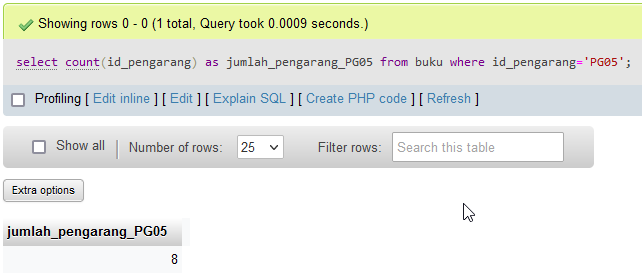 Showing rows 0 - 0 (1 total, Query took 0.0009 seconds.)
select count(id_pengarang) as jumlah_pengarang_PG05 from buku where id_pengarang='PG05';
Profiling [ Edit inline ] [ Edit ] [ Explain SQL ] [ Create PHP code ] [ Refresh ]
Show all | Number of rows: 25 Filter rows: Search this table
Extra options
jumlah_pengarang_PG05
8